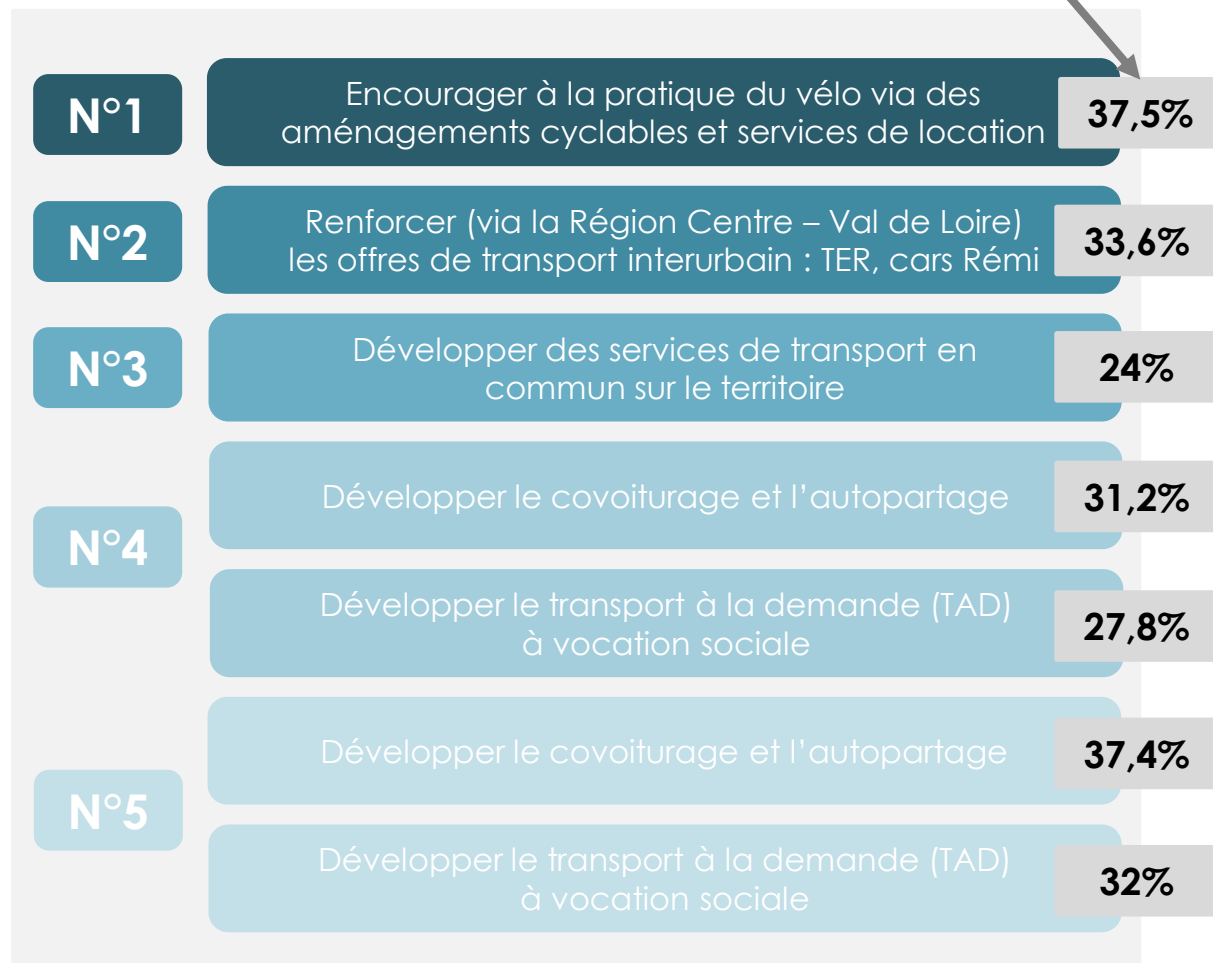 N°1
Encourager à la pratique du vélo via des
aménagements cyclables et services de location
37,5%
N°2
Renforcer (via la Région Centre – Val de Loire)
les offres de transport interurbain : TER, cars Rémi
33,6%
N°3
Développer des services de transport en
commun sur le territoire
24%
N°4
Développer le covoiturage et l’autopartage
31,2%
Développer le transport à la demande (TAD)
à vocation sociale
27,8%
N°5
Développer le covoiturage et l’autopartage
37,4%
Développer le transport à la demande (TAD)
à vocation sociale
32%